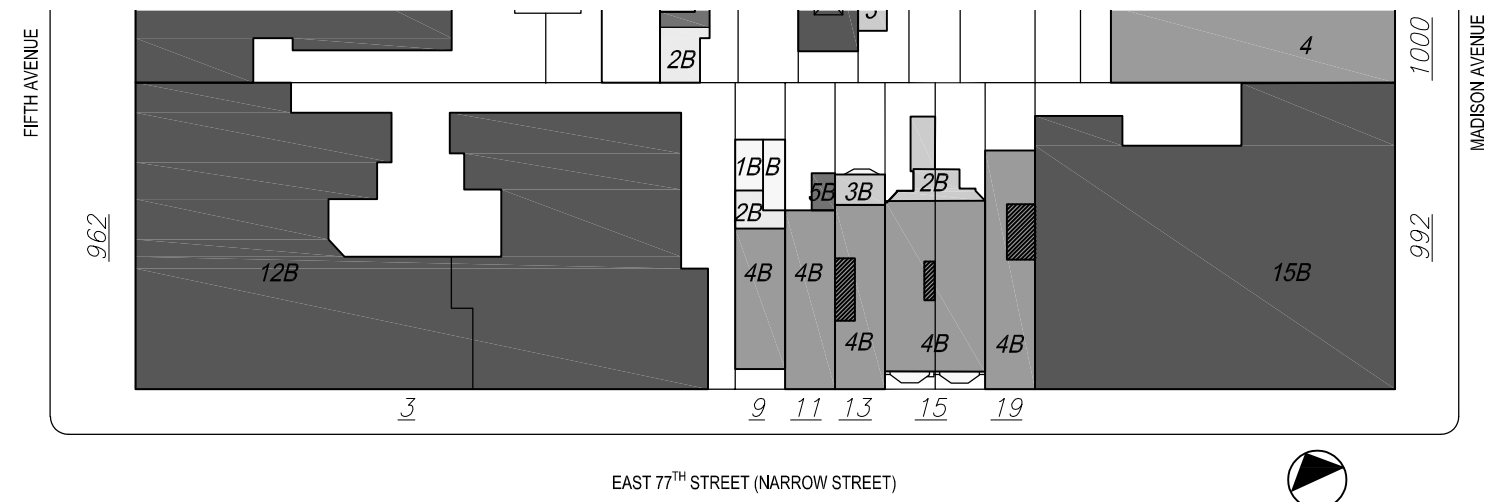 FIFTH AVENUE
MADISON AVENUE
1000
4
2B
962
992
12B
15B
1B
B
2B
5B
3B
2B
4B
4B
4B
4B
4B
3
9
11
13
15
19
EAST 77TH STREET (NARROW STREET)